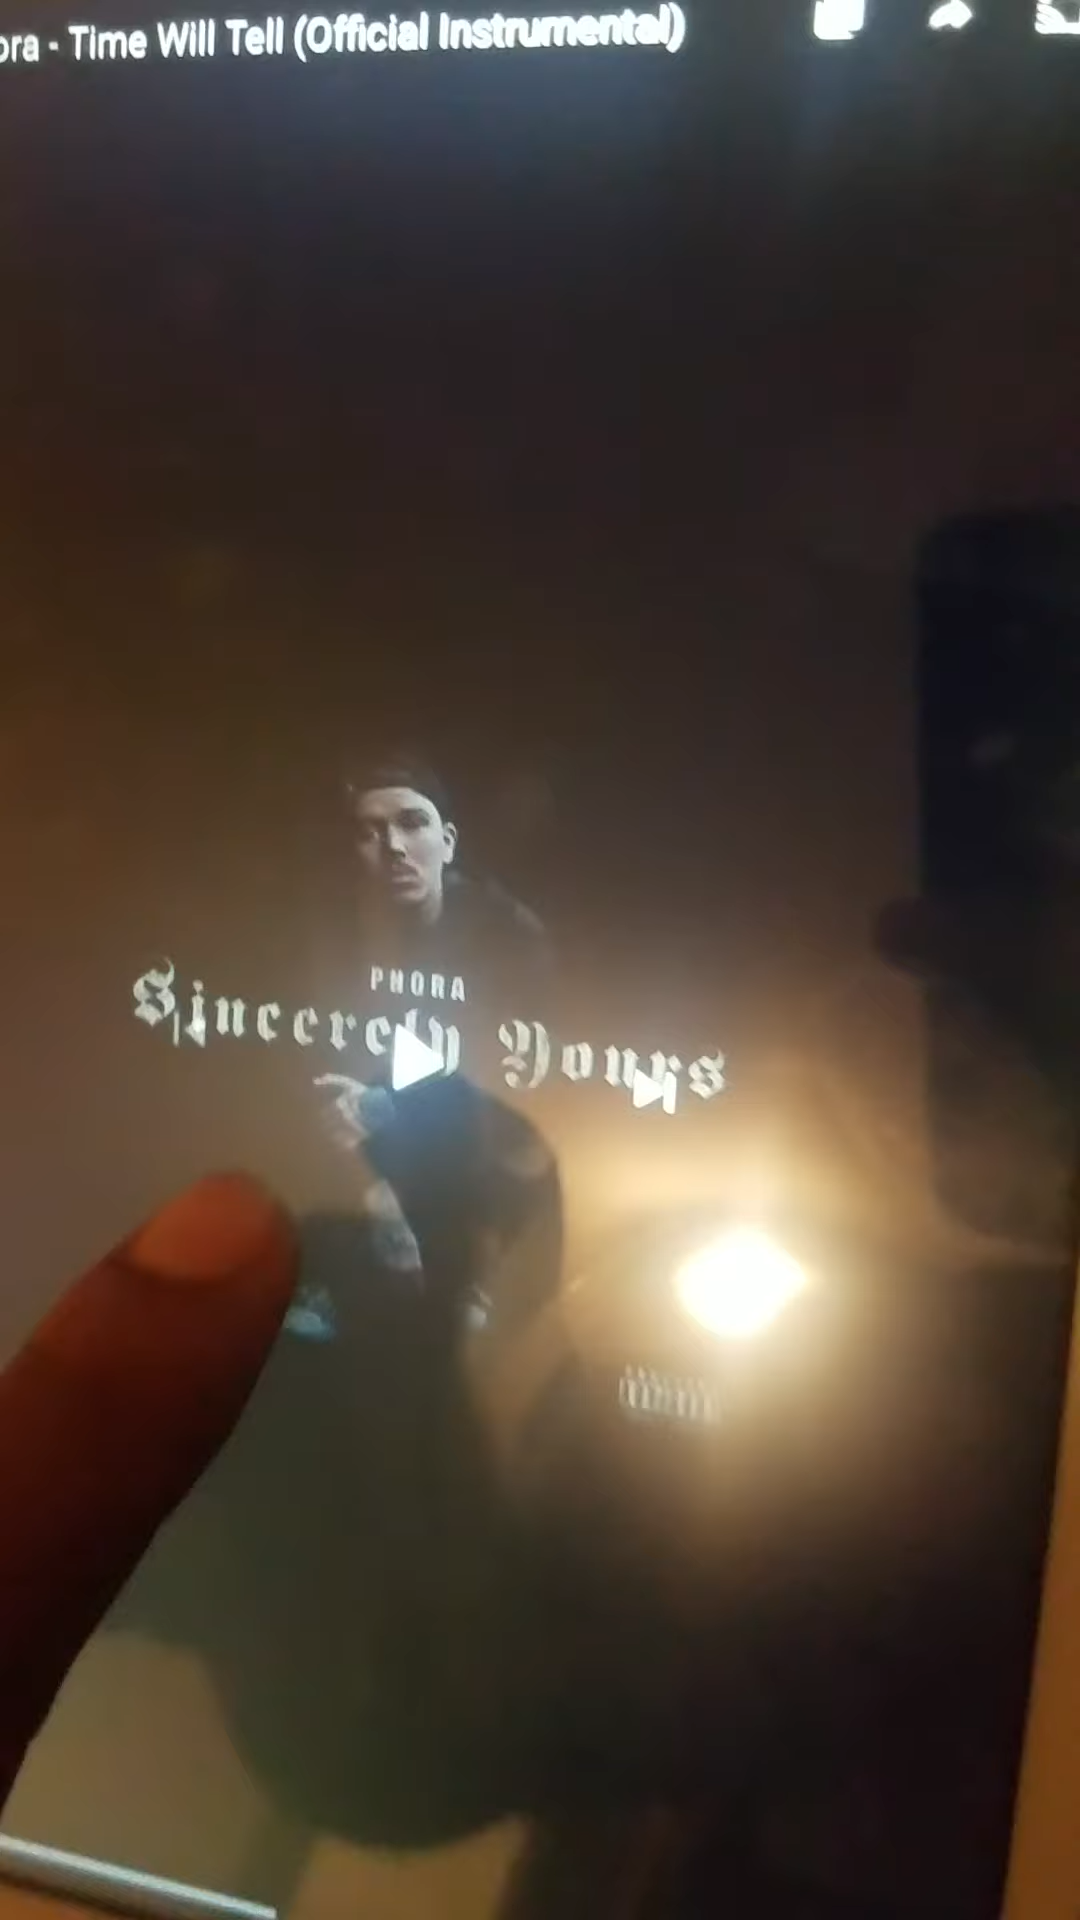 ora - Time Will Tell (Official Instrumental)
PHORA
Sincerely Yours